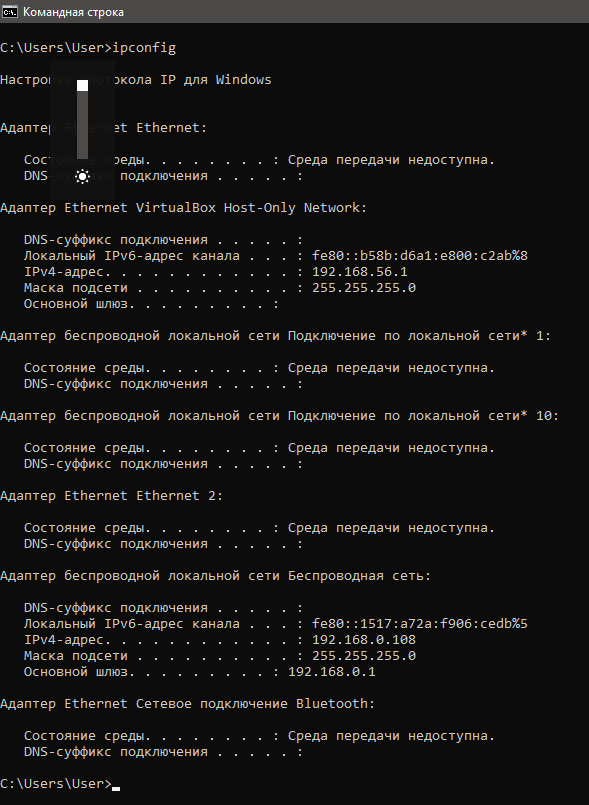 Командная строка
C:\Users\User>ipconfig
Настройка протокола IP для Windows
Адаптер Ethernet Ethernet:
Состояние среды. . . . . . . . : Среда передачи недоступна.
DNS-суффикс подключения . . . . . :
Адаптер Ethernet VirtualBox Host-Only Network:
DNS-суффикс подключения . . . . . :
Локальный IPv6-адрес канала . . . : fe80::b58b:d6a1:e800:c2ab%8
IPv4-адрес. . . . . . . . . . . . : 192.168.56.1
Маска подсети . . . . . . . . . . : 255.255.255.0
Основной шлюз. . . . . . . . . :
Адаптер беспроводной локальной сети Подключение по локальной сети* 1:
Состояние среды. . . . . . . . : Среда передачи недоступна.
DNS-суффикс подключения . . . . . :
Адаптер беспроводной локальной сети Подключение по локальной сети* 10:
Состояние среды. . . . . . . . : Среда передачи недоступна.
DNS-суффикс подключения . . . . . :
Адаптер Ethernet Ethernet 2:
Состояние среды. . . . . . . . : Среда передачи недоступна.
DNS-суффикс подключения . . . . . :
Адаптер беспроводной локальной сети Беспроводная сеть:
DNS-суффикс подключения . . . . . :
Локальный IPv6-адрес канала . . . : fe80::1517:a72a:f906:cedb%5
IPv4-адрес. . . . . . . . . . . . : 192.168.0.108
Маска подсети . . . . . . . . . . : 255.255.255.0
Основной шлюз. . . . . . . . . : 192.168.0.1
Адаптер Ethernet Сетевое подключение Bluetooth:
Состояние среды. . . . . . . . : Среда передачи недоступна.
DNS-суффикс подключения . . . . . :
C:\Users\User>